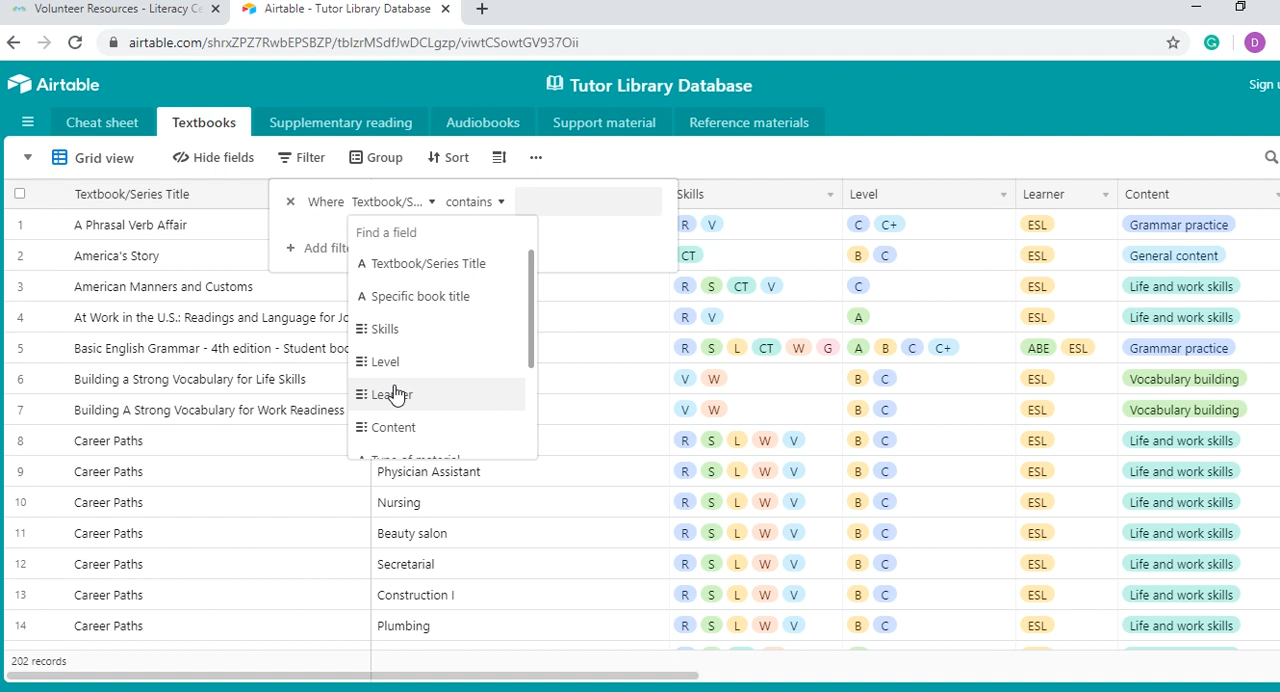 Volunteer Resources - Literacy Ce
Airtable - Tutor Library Database
airtable.com/shrxZPZ7RwbEPSBZP/tblzrMSdfJwDCLgzp/viwtCSowtGV937Oii
D
Airtable
Tutor Library Database
Sign u
Cheat sheet Textbooks Supplementary reading Audiobooks Support material Reference materials
Grid view Hide fields Filter Group Sort
Textbook/Series Title Skills Level Learner Content
Where Textbook/S... contains
Add filte
Find a field
Textbook/Series Title
Specific book title
Skills
Level
Learner
Content
Type of material
1 A Phrasal Verb Affair R V C C+ ESL Grammar practice
2 America's Story CT B C ESL General content
3 American Manners and Customs R S CT V C ESL Life and work skills
4 At Work in the U.S.: Readings and Language for Jo R V A ESL Life and work skills
5 Basic English Grammar - 4th edition - Student boo R S L CT W G A B C C+ ABE ESL Grammar practice
6 Building a Strong Vocabulary for Life Skills V W B C ESL Vocabulary building
7 Building A Strong Vocabulary for Work Readiness V W B C ESL Vocabulary building
8 Career Paths R S L W V B C ESL Life and work skills
9 Career Paths Physician Assistant R S L W V B C ESL Life and work skills
10 Career Paths Nursing R S L W V B C ESL Life and work skills
11 Career Paths Beauty salon R S L W V B C ESL Life and work skills
12 Career Paths Secretarial R S L W V B C ESL Life and work skills
13 Career Paths Construction I R S L W V B C ESL Life and work skills
14 Career Paths Plumbing R S L W V B C ESL Life and work skills
202 records